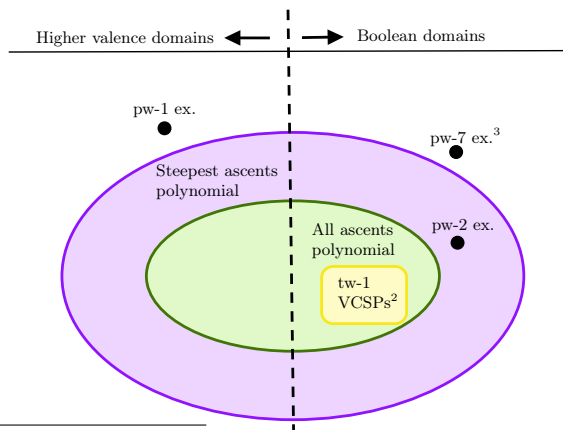 Higher valence domains
Boolean domains
pw-1 ex.
pw-7 ex.³
Steepest ascents
polynomial
All ascents
polynomial
pw-2 ex.
tw-1
VCSPs²